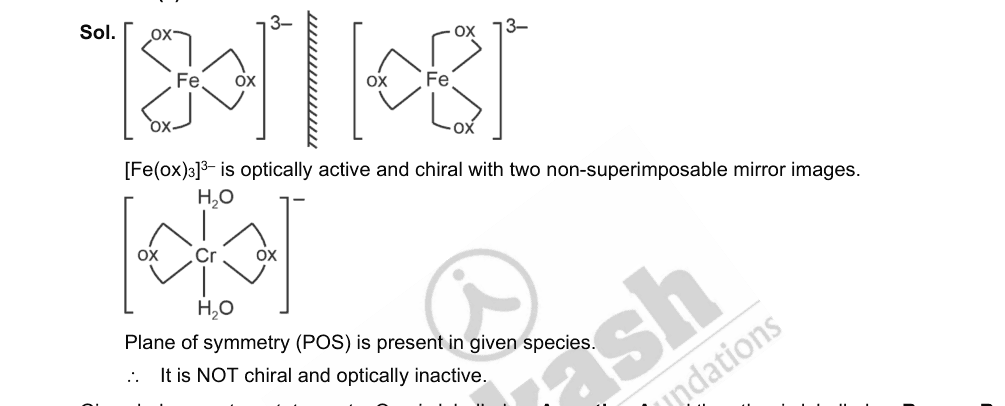 Sol.
ox
Fe
ox
ox
3–
ox
ox
Fe
ox
3–
[Fe(ox)₃]³⁻ is optically active and chiral with two non-superimposable mirror images.
H₂O
–
ox
Cr
ox
H₂O
Plane of symmetry (POS) is present in given species.
∴ It is NOT chiral and optically inactive.